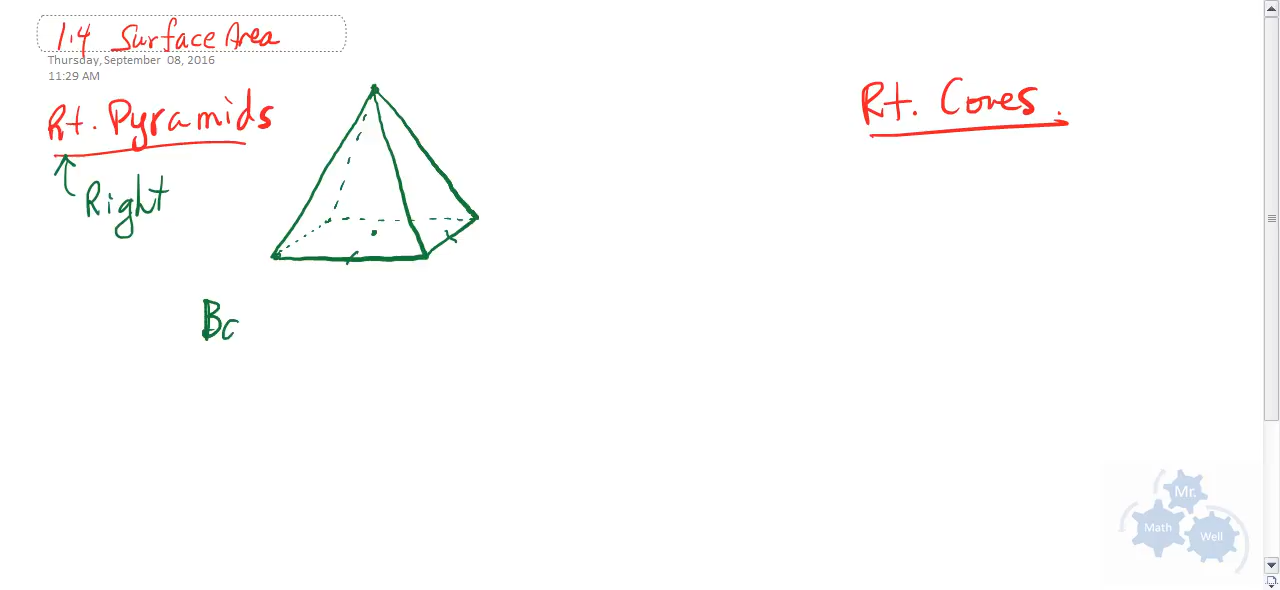 1.4 Surface Area
Thursday, September 08, 2016
11:29 AM
Rt. Pyramids
Right
Rt. Cones.
Mr.
Math
Well